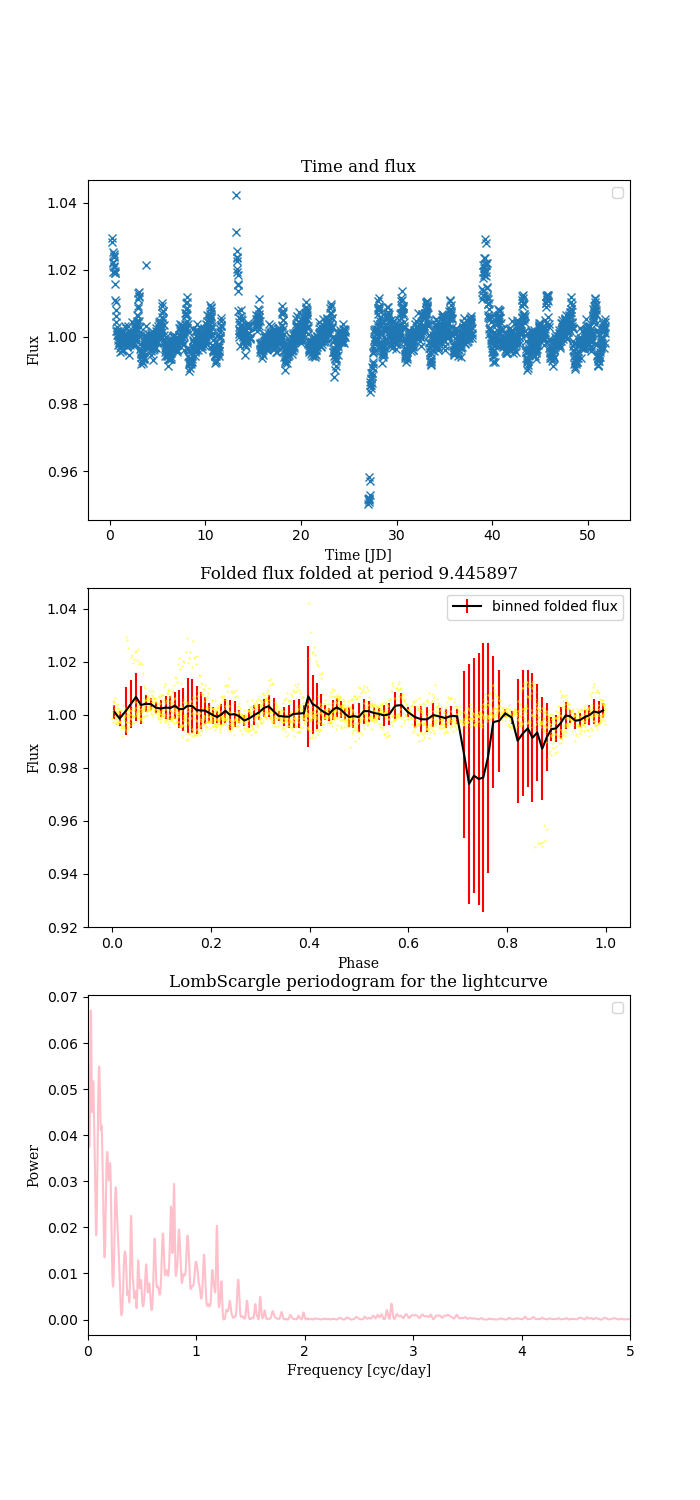 Time and flux
1.04
1.02
1.00
0.98
0.96
Flux
0 10 20 30 40 50
Time [JD]
Folded flux folded at period 9.445897
binned folded flux
1.04
1.02
1.00
0.98
0.96
0.94
0.92
Flux
0.0 0.2 0.4 0.6 0.8 1.0
Phase
LombScargle periodogram for the lightcurve
0.07
0.06
0.05
0.04
0.03
0.02
0.01
0.00
Power
0 1 2 3 4 5
Frequency [cyc/day]